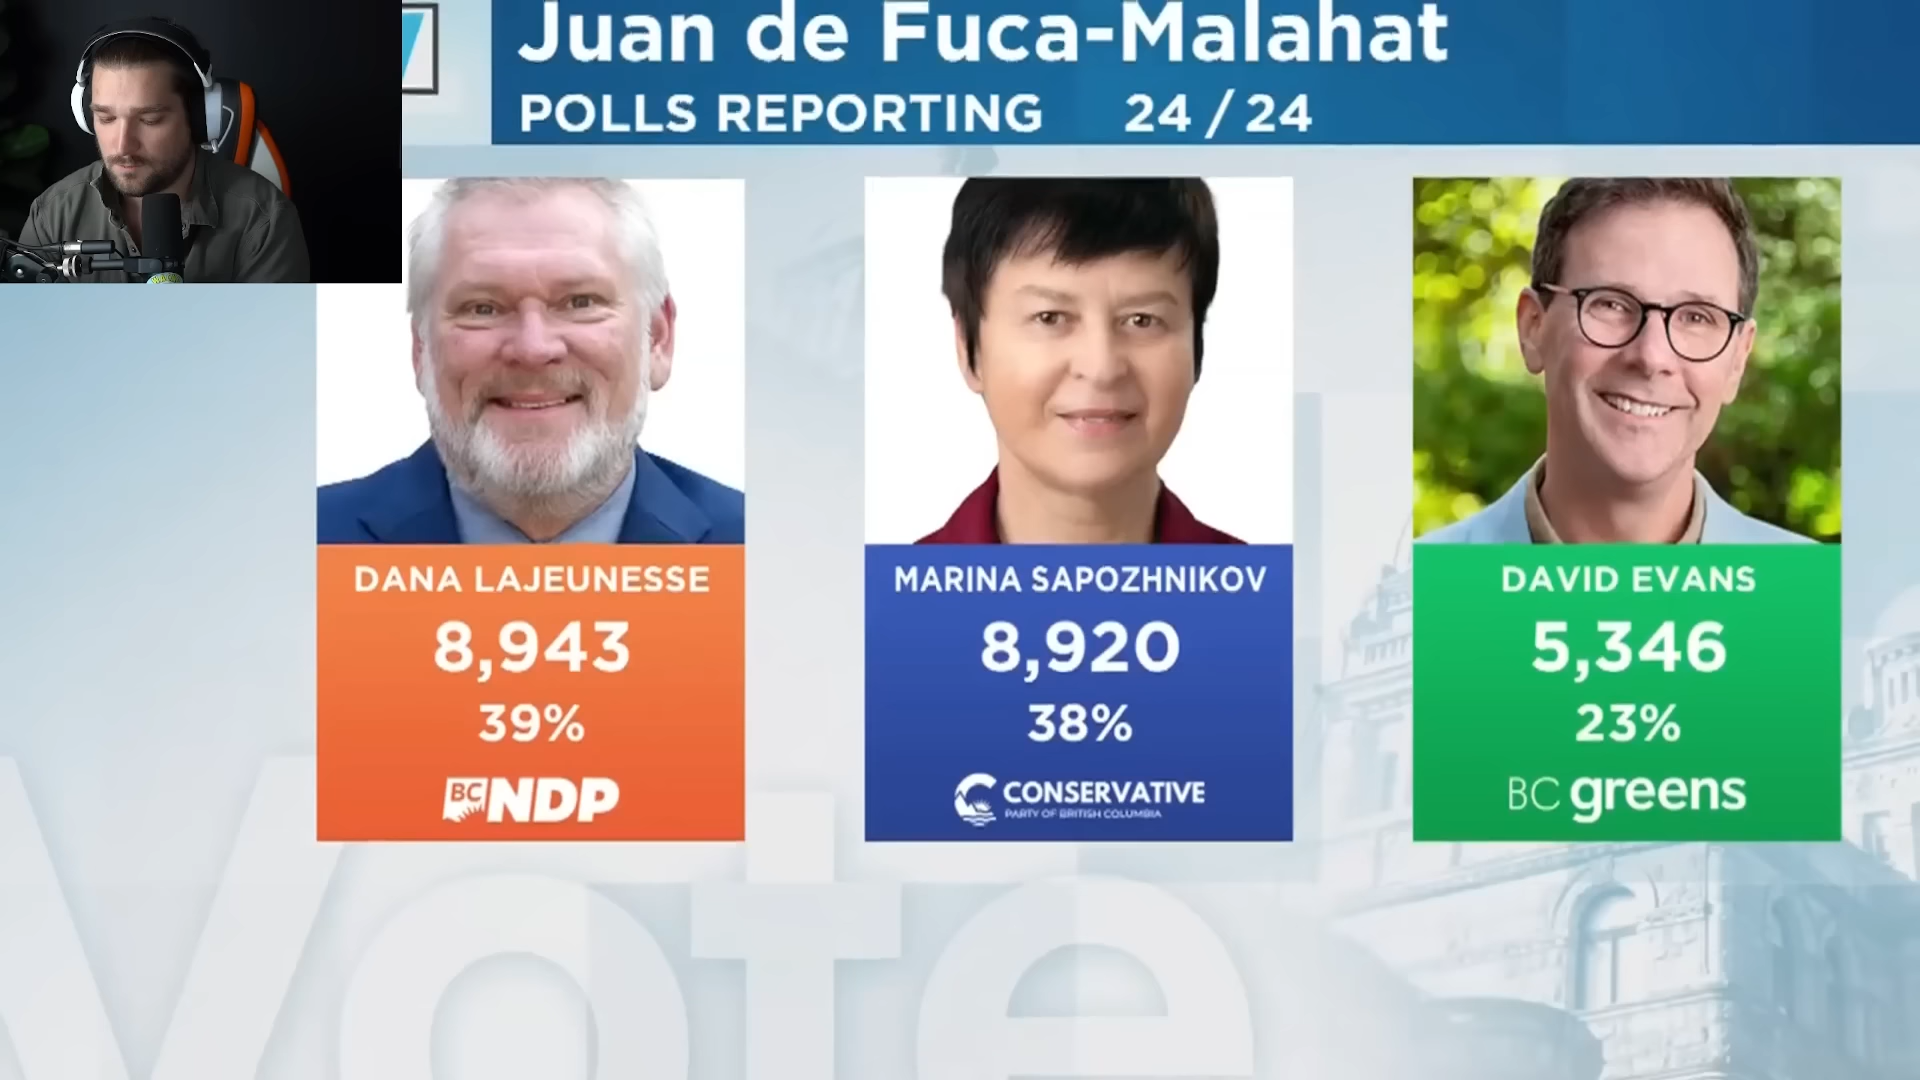 Juan de Fuca-Malahat
POLLS REPORTING 24 / 24
DANA LAJEUNESSE
8,943
39%
BC NDP
MARINA SAPOZHNIKOV
8,920
38%
CONSERVATIVE
PARTY OF BRITISH COLUMBIA
DAVID EVANS
5,346
23%
BC greens
Vote